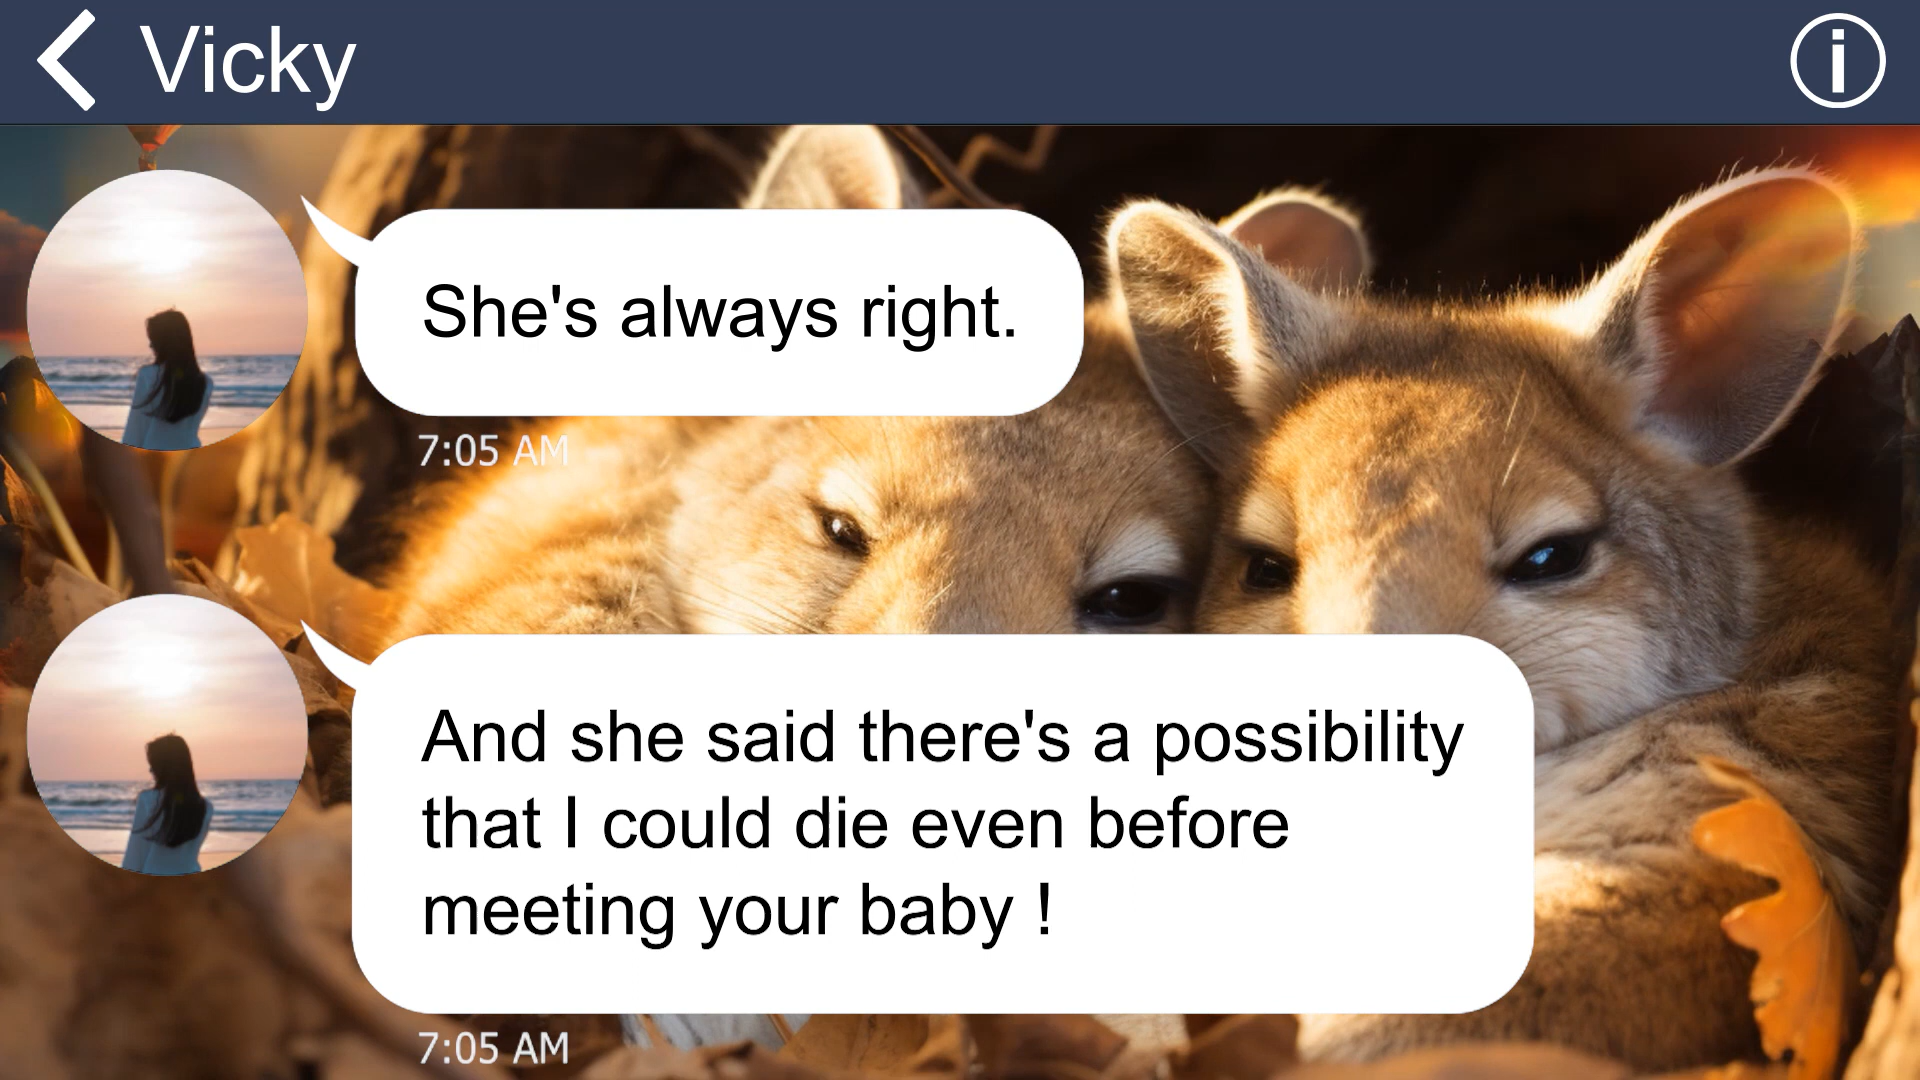 Vicky
She's always right.
7:05 AM
And she said there's a possibility
that I could die even before
meeting your baby !
7:05 AM